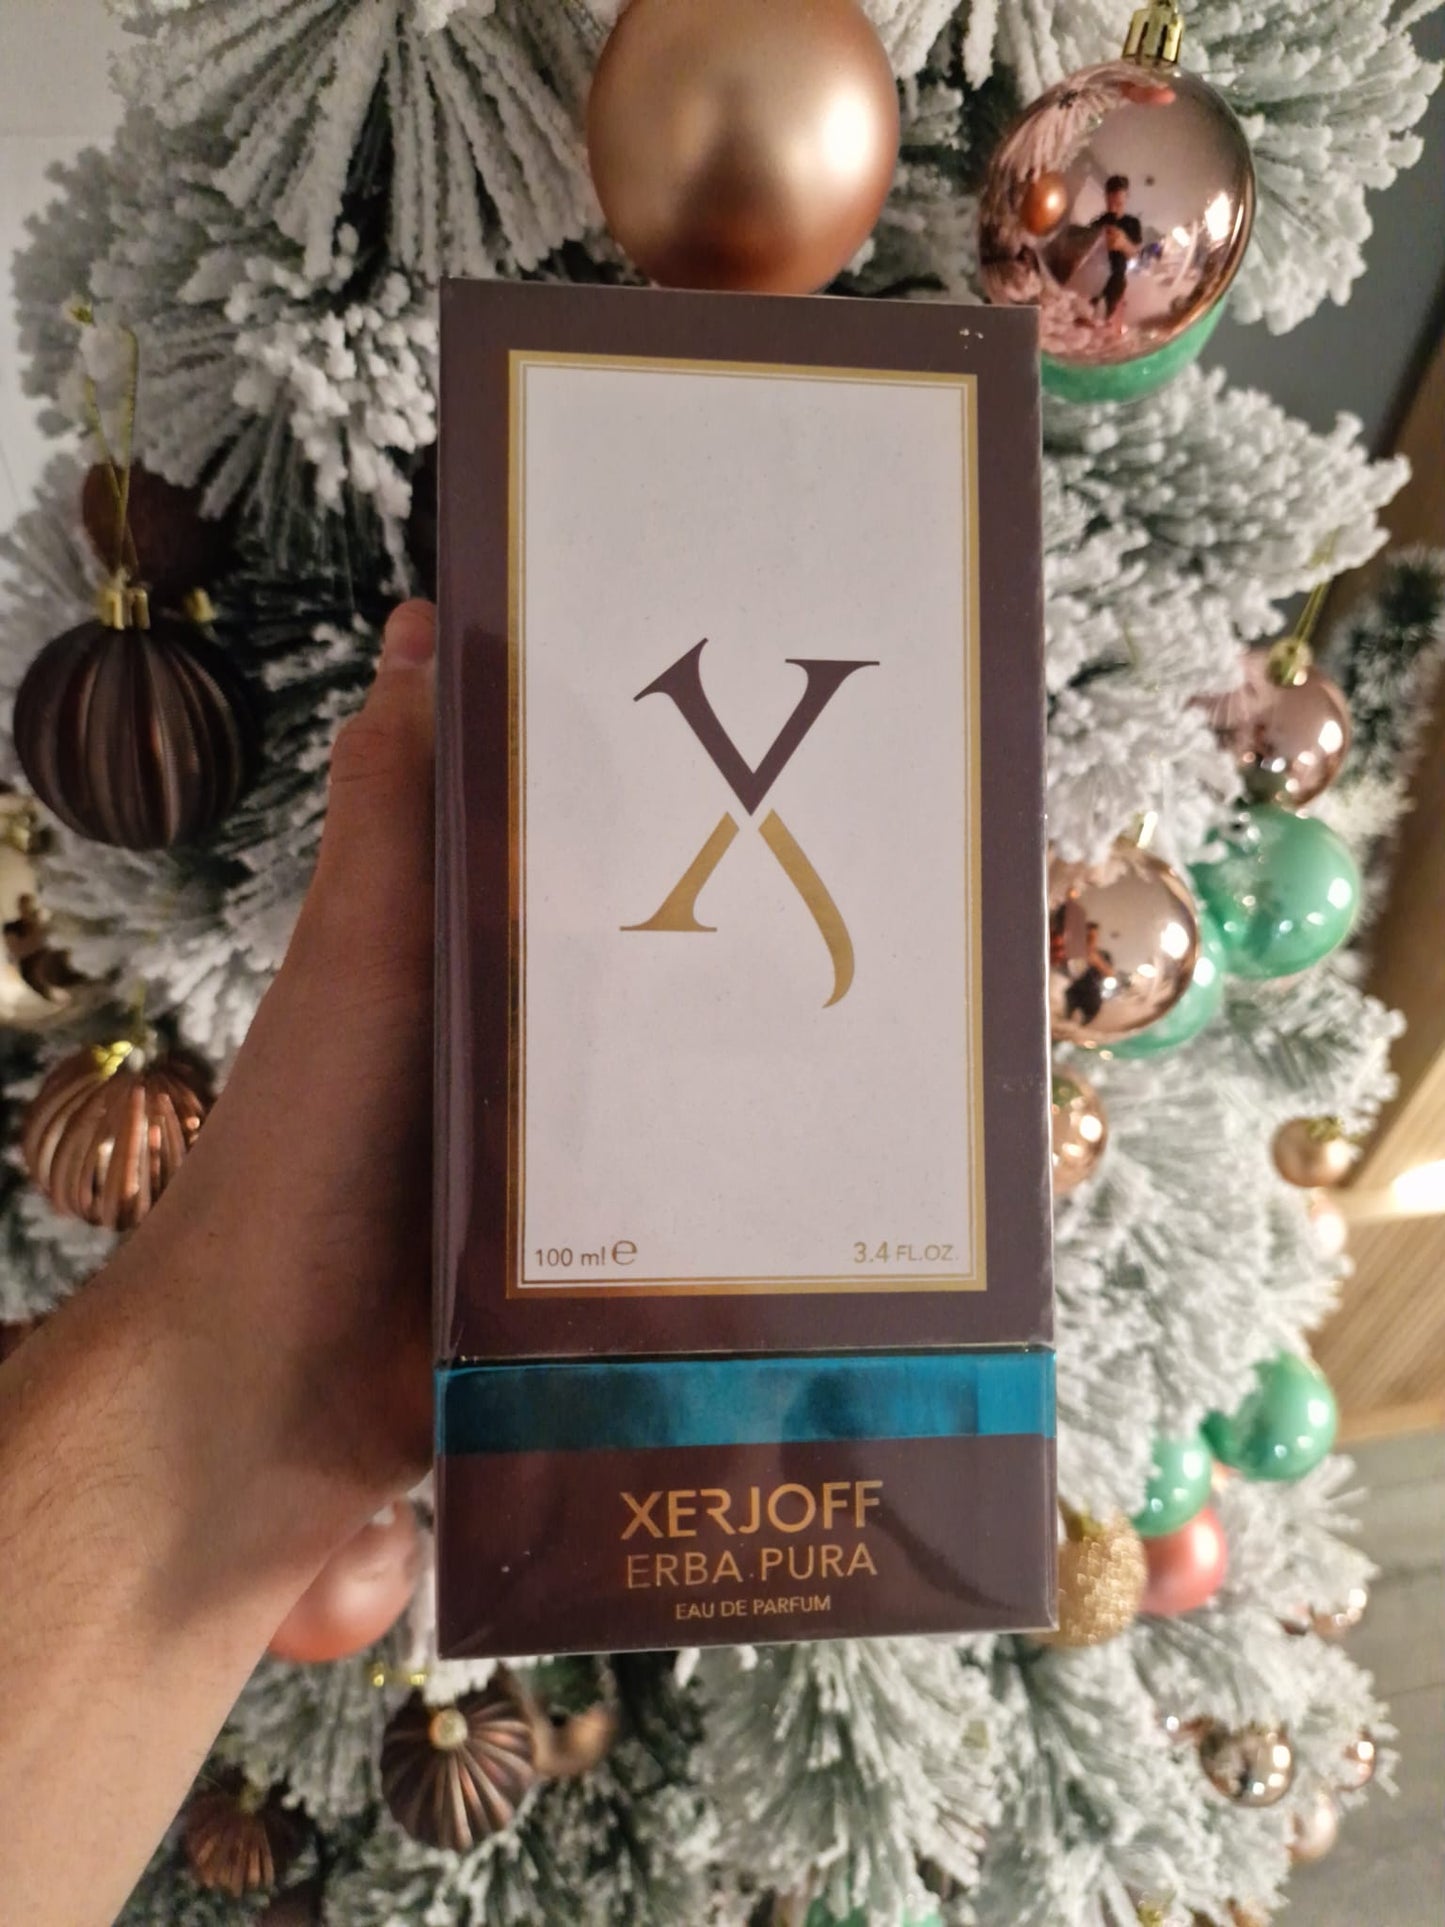 X
100 ml ℮ 3.4 FL.OZ.
XERJOFF
ERBA PURA
EAU DE PARFUM